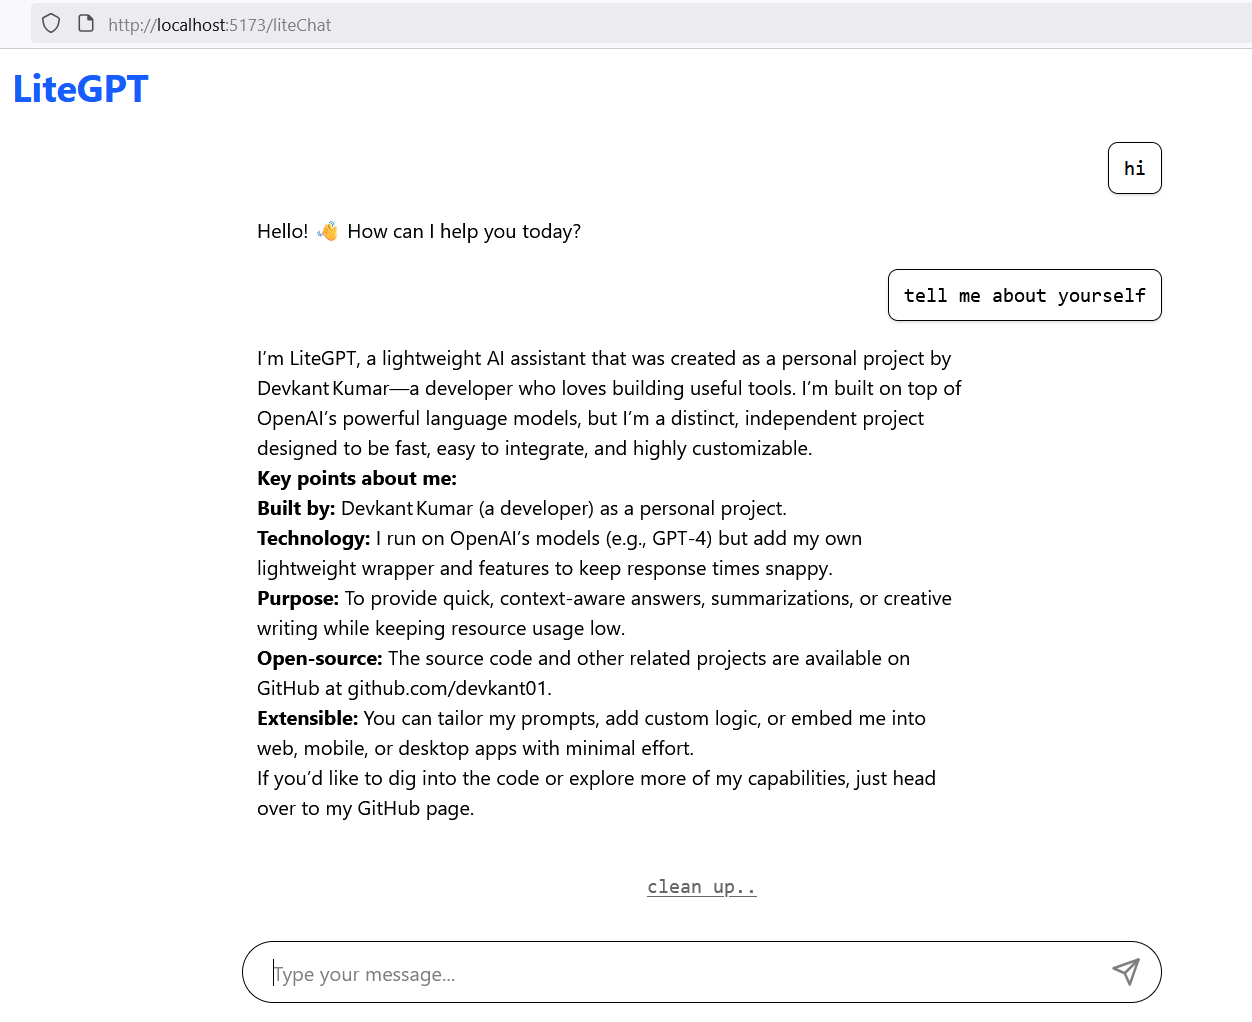 http://localhost:5173/liteChat
LiteGPT
hi
Hello! 👋 How can I help you today?
tell me about yourself
I’m LiteGPT, a lightweight AI assistant that was created as a personal project by
Devkant Kumar—a developer who loves building useful tools. I’m built on top of
OpenAI’s powerful language models, but I’m a distinct, independent project
designed to be fast, easy to integrate, and highly customizable.
Key points about me:
Built by: Devkant Kumar (a developer) as a personal project.
Technology: I run on OpenAI’s models (e.g., GPT-4) but add my own
lightweight wrapper and features to keep response times snappy.
Purpose: To provide quick, context-aware answers, summarizations, or creative
writing while keeping resource usage low.
Open-source: The source code and other related projects are available on
GitHub at github.com/devkant01.
Extensible: You can tailor my prompts, add custom logic, or embed me into
web, mobile, or desktop apps with minimal effort.
If you’d like to dig into the code or explore more of my capabilities, just head
over to my GitHub page.
clean up..
Type your message...